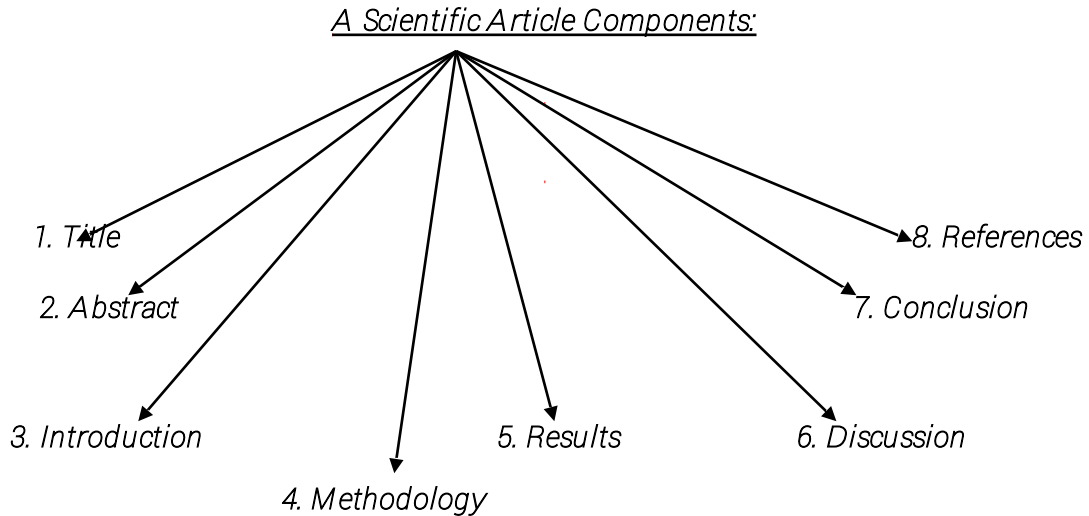 A Scientific Article Components:
1. Title
2. Abstract
3. Introduction
4. Methodology
5. Results
6. Discussion
7. Conclusion
8. References